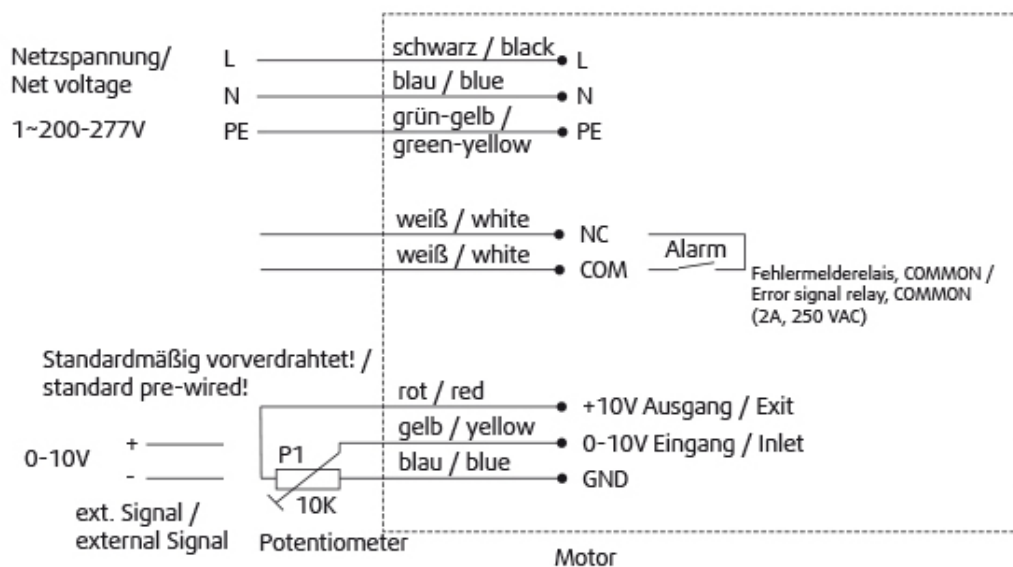 Netzspannung/
Net voltage
1~200-277V
L
N
PE
schwarz / black
blau / blue
grün-gelb /
green-yellow
L
N
PE
weiß / white
weiß / white
NC
COM
Alarm
Fehlermelderelais, COMMON /
Error signal relay, COMMON
(2A, 250 VAC)
Standardmäßig vorverdrahtet! /
standard pre-wired!
rot / red
gelb / yellow
blau / blue
+10V Ausgang / Exit
0-10V Eingang / Inlet
GND
0-10V
+
-
P1
10K
ext. Signal /
external Signal
Potentiometer
Motor